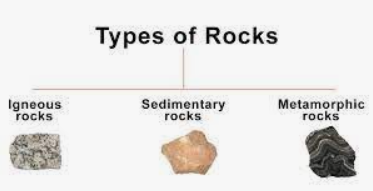 Types of Rocks
Igneous
rocks
Sedimentary
rocks
Metamorphic
rocks